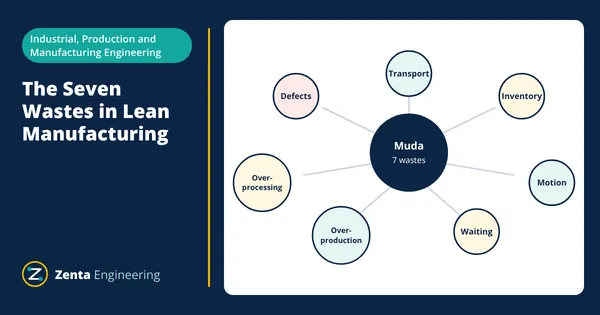 Industrial, Production and
Manufacturing Engineering
The Seven
Wastes in Lean
Manufacturing
Zenta Engineering
Transport
Defects
Inventory
Muda
7 wastes
Over-
processing
Motion
Over-
production
Waiting